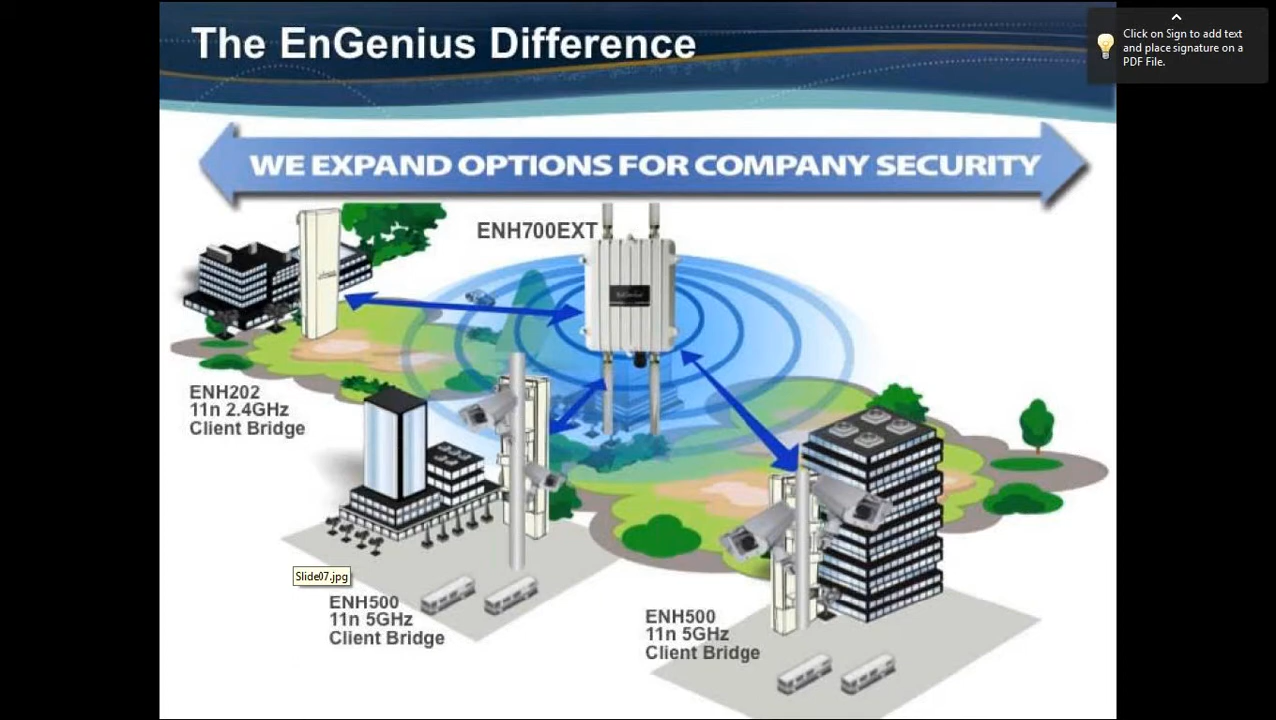 The EnGenius Difference
Click on Sign to add text
and place signature on a
PDF File.
WE EXPAND OPTIONS FOR COMPANY SECURITY
ENH700EXT
EnGenius
ENH202
11n 2.4GHz
Client Bridge
Slide07.jpg
ENH500
11n 5GHz
Client Bridge
ENH500
11n 5GHz
Client Bridge